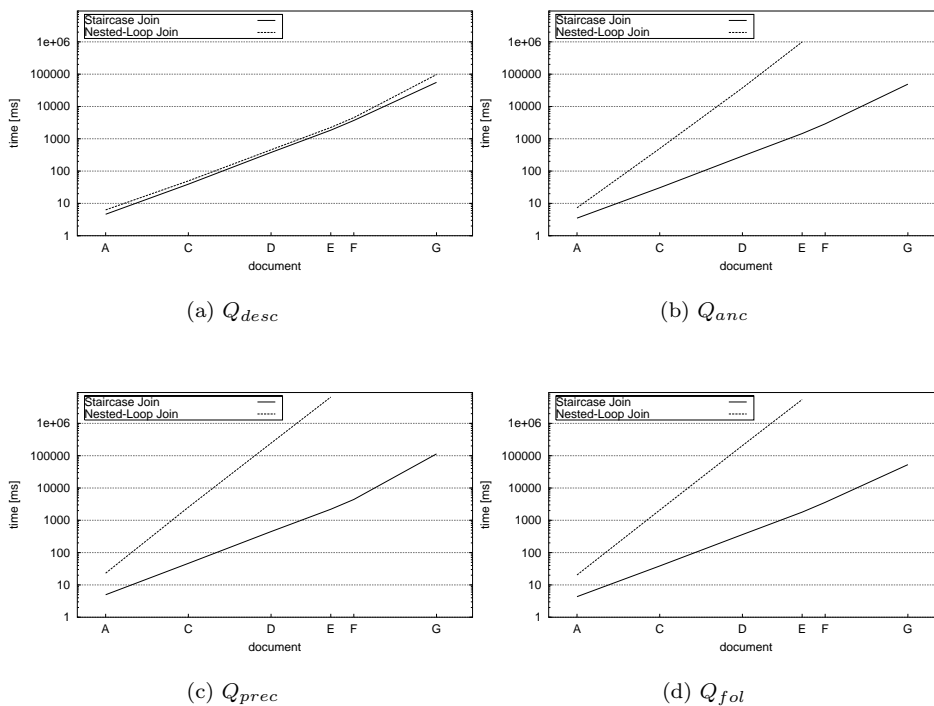 Staircase Join
Nested-Loop Join
1e+06
100000
10000
1000
100
10
1
time [ms]
A C D E F G
document
(a) Q_desc
Staircase Join
Nested-Loop Join
1e+06
100000
10000
1000
100
10
1
time [ms]
A C D E F G
document
(b) Q_anc
Staircase Join
Nested-Loop Join
1e+06
100000
10000
1000
100
10
1
time [ms]
A C D E F G
document
(c) Q_prec
Staircase Join
Nested-Loop Join
1e+06
100000
10000
1000
100
10
1
time [ms]
A C D E F G
document
(d) Q_fol